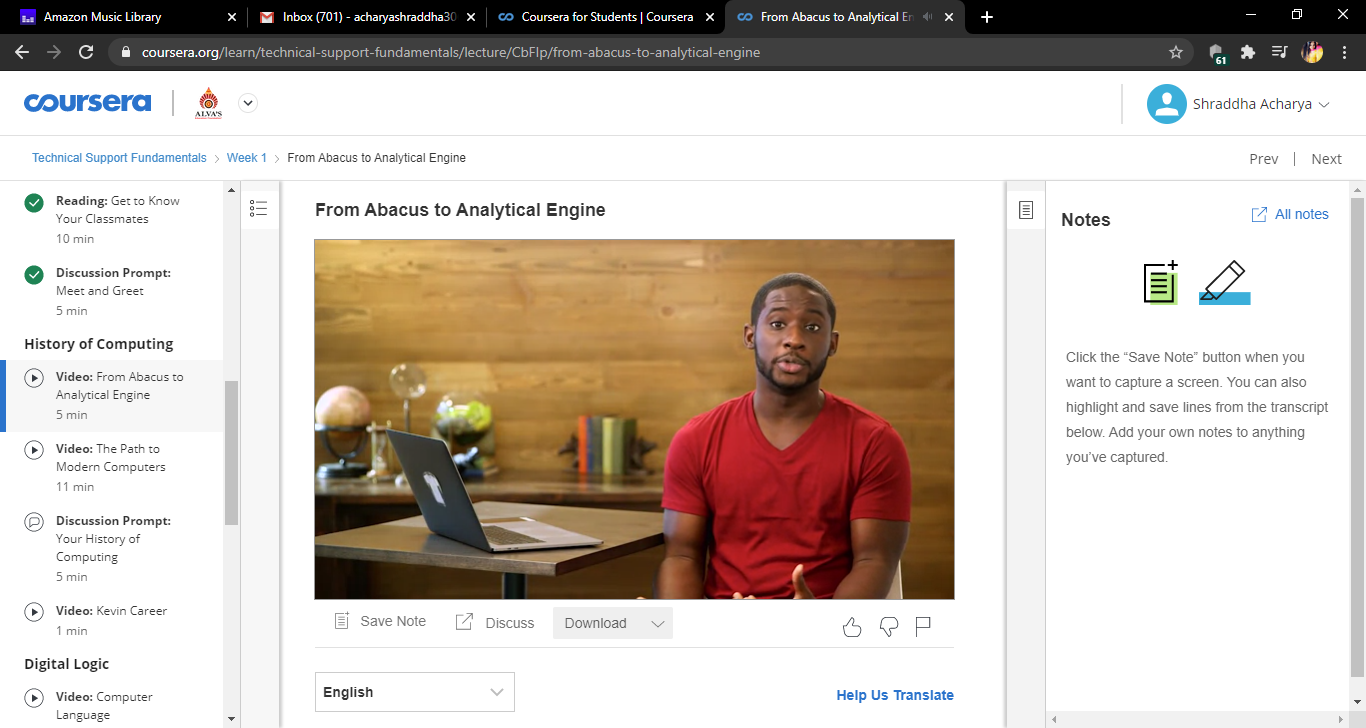 Amazon Music Library
Inbox (701) - acharyashraddha30
Coursera for Students | Coursera
From Abacus to Analytical En
coursera.org/learn/technical-support-fundamentals/lecture/CbFIp/from-abacus-to-analytical-engine
61
coursera
ALVA'S
Shraddha Acharya
Technical Support Fundamentals
Week 1
From Abacus to Analytical Engine
Prev | Next
Reading: Get to Know
Your Classmates
10 min
Discussion Prompt:
Meet and Greet
5 min
History of Computing
Video: From Abacus to
Analytical Engine
5 min
Video: The Path to
Modern Computers
11 min
Discussion Prompt:
Your History of
Computing
5 min
Video: Kevin Career
1 min
Digital Logic
Video: Computer
Language
From Abacus to Analytical Engine
Save Note
Discuss
Download
English
Help Us Translate
Notes
All notes
Click the “Save Note” button when you
want to capture a screen. You can also
highlight and save lines from the transcript
below. Add your own notes to anything
you’ve captured.